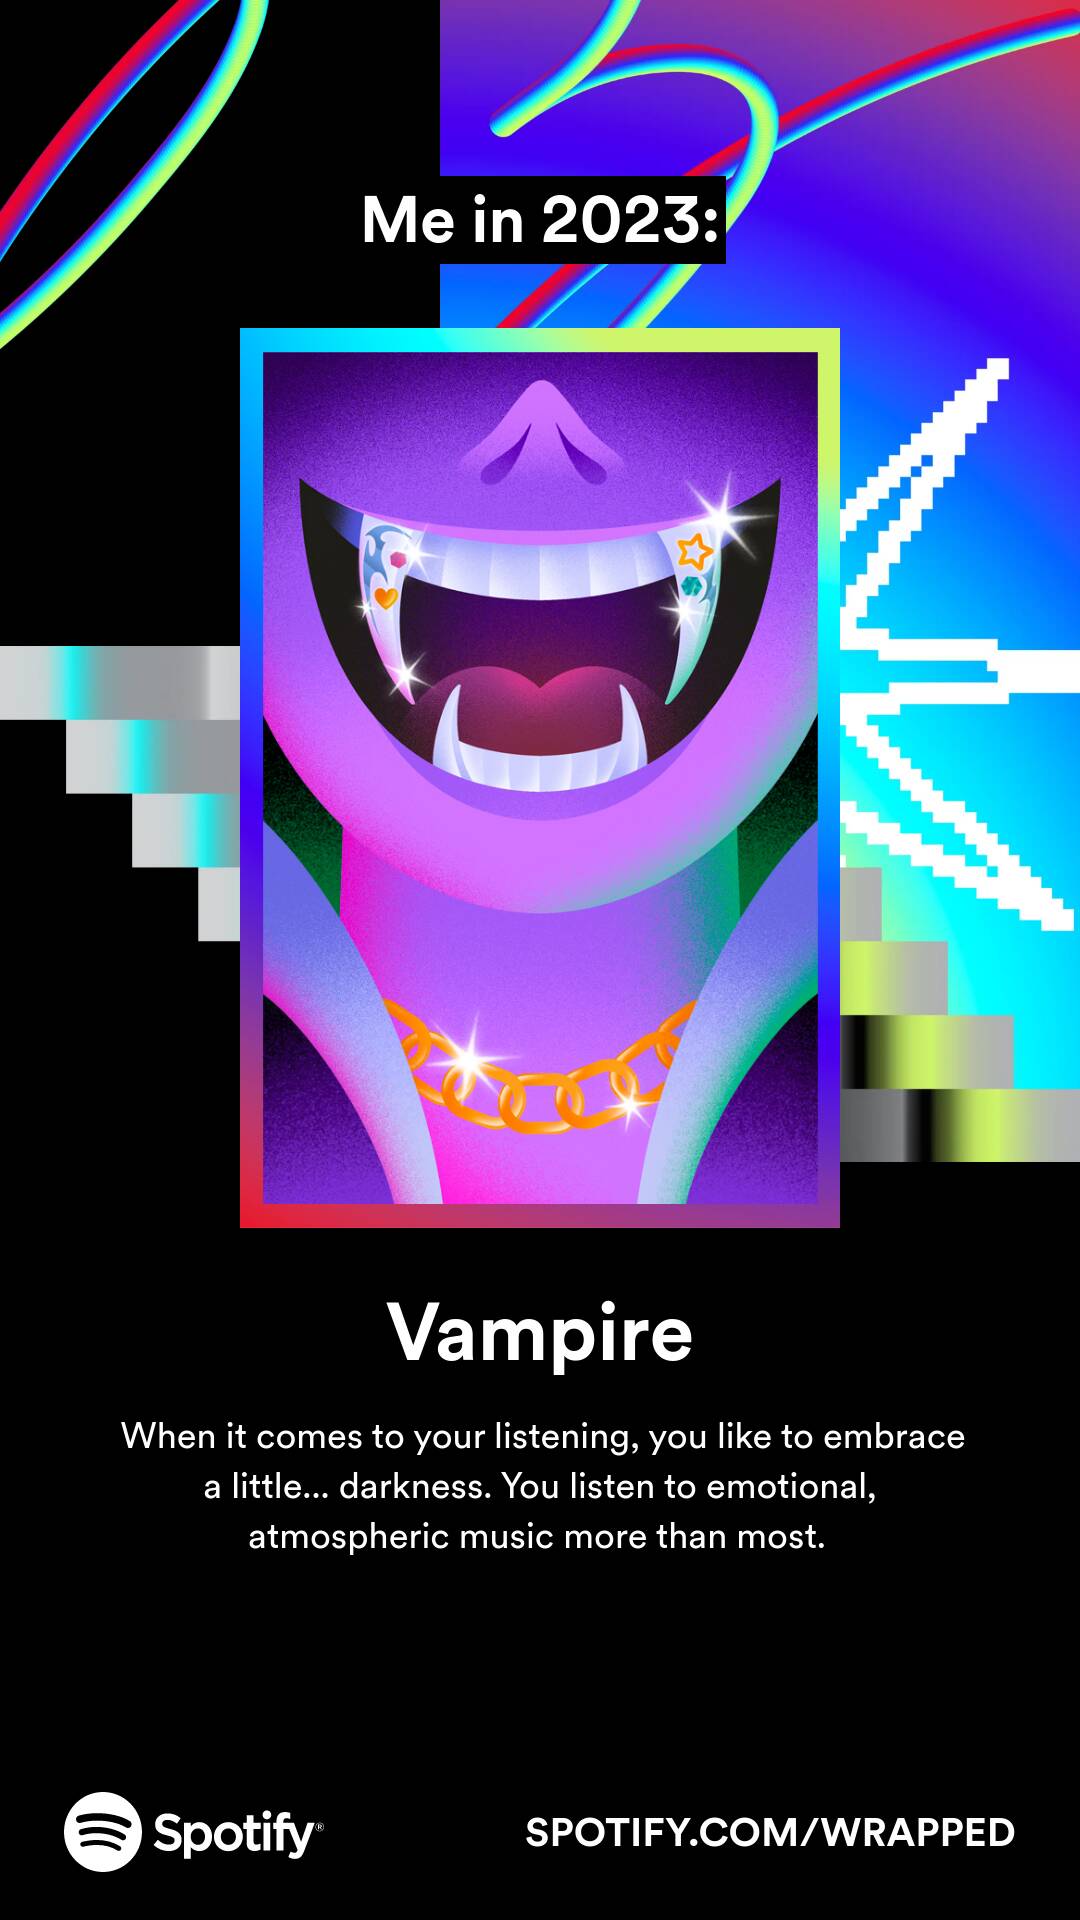 Me in 2023:
Vampire
When it comes to your listening, you like to embrace
a little... darkness. You listen to emotional,
atmospheric music more than most.
Spotify®
SPOTIFY.COM/WRAPPED